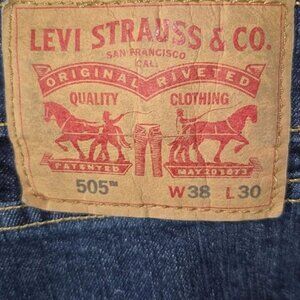 LEVI STRAUSS & CO.
SAN FRANCISCO
CAL.
ORIGINAL RIVETED
QUALITY CLOTHING
PATENTED MAY 20 1873
505™ W38 L30